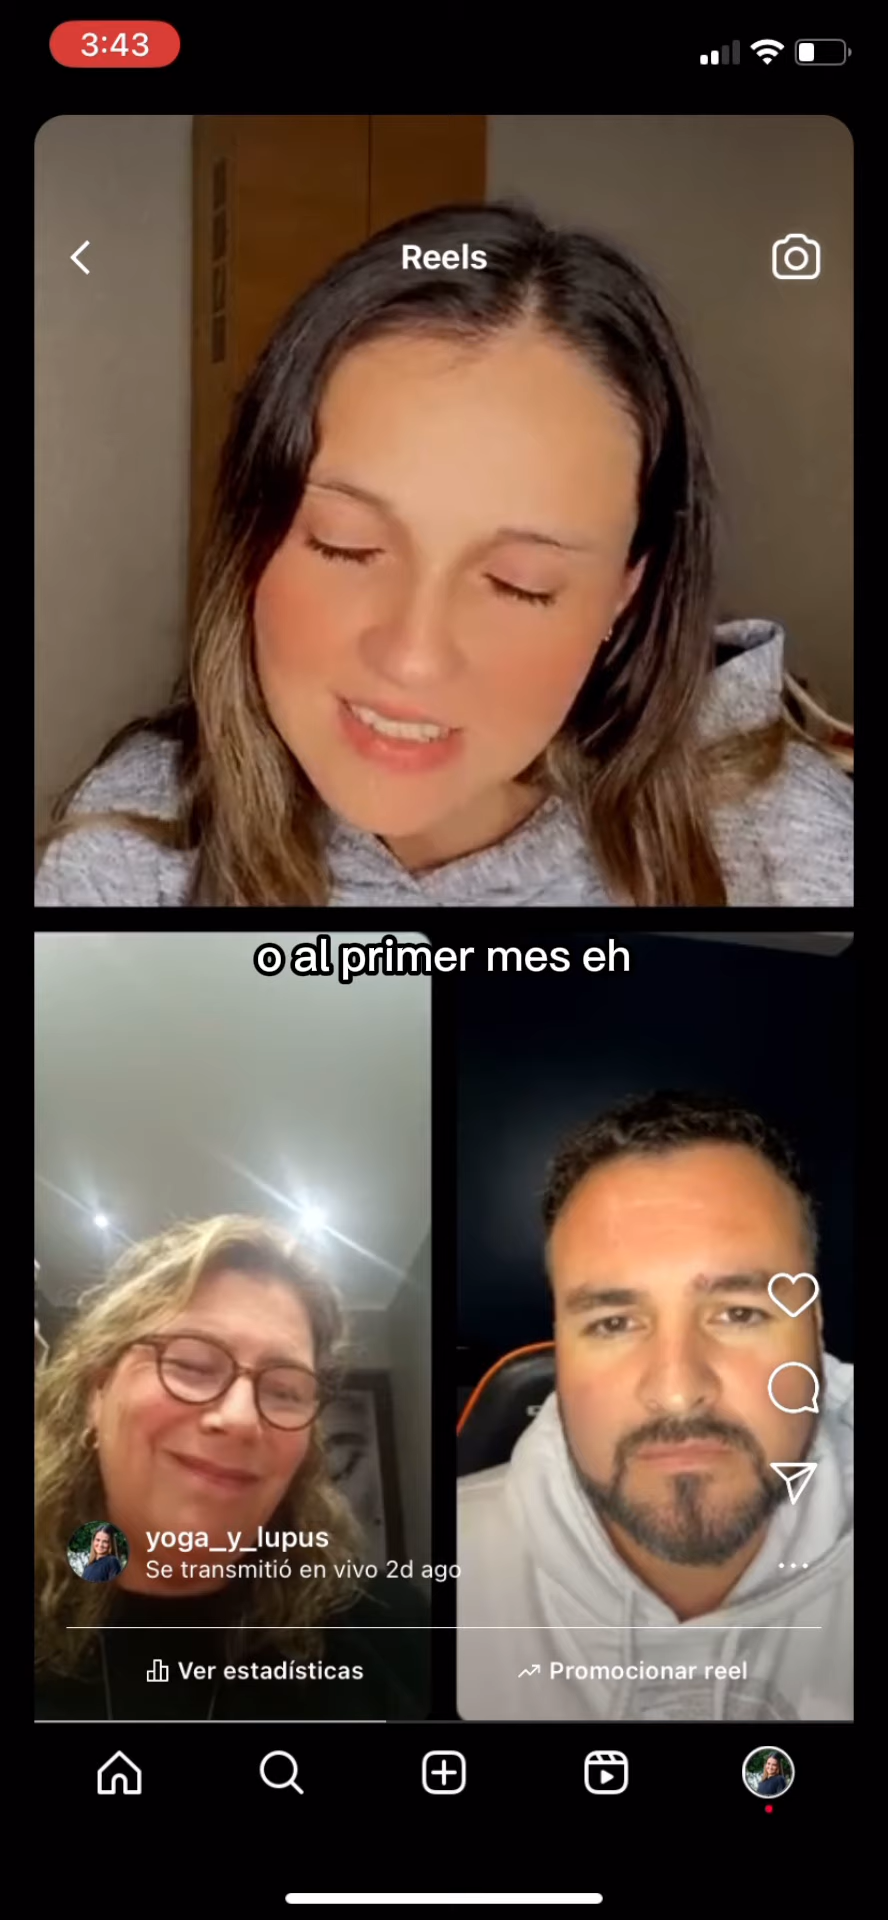 3:43
Reels
o al primer mes eh
yoga_y_lupus
Se transmitió en vivo 2d ago
Ver estadísticas
Promocionar reel